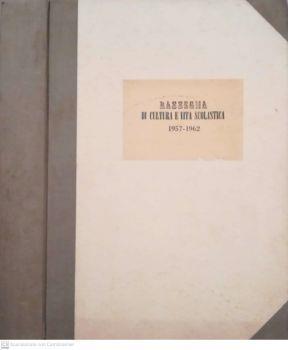 RASSEGNA
DI CULTURA E VITA SCOLASTICA
1957-1962
Scansionato con CamScanner